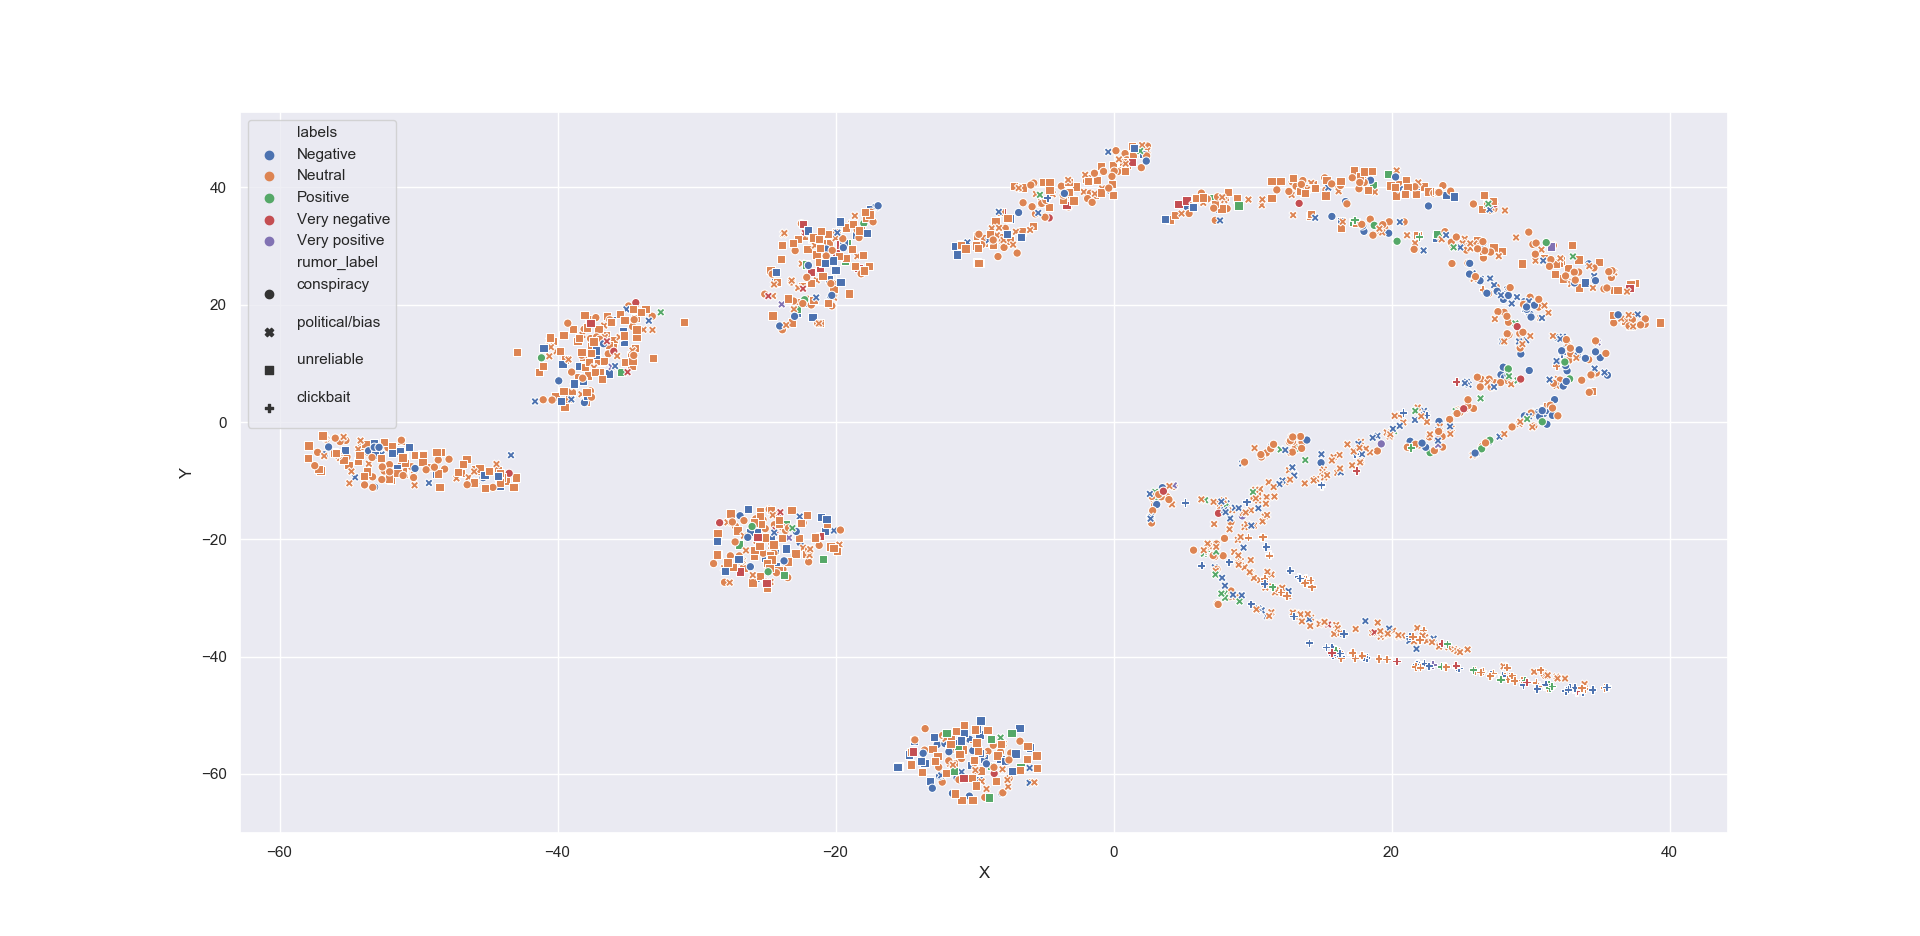 labels
Negative
Neutral
Positive
Very negative
Very positive
rumor_label
conspiracy
political/bias
unreliable
clickbait
40
20
0
−20
−40
−60
Y
−60 −40 −20 0 20 40
X